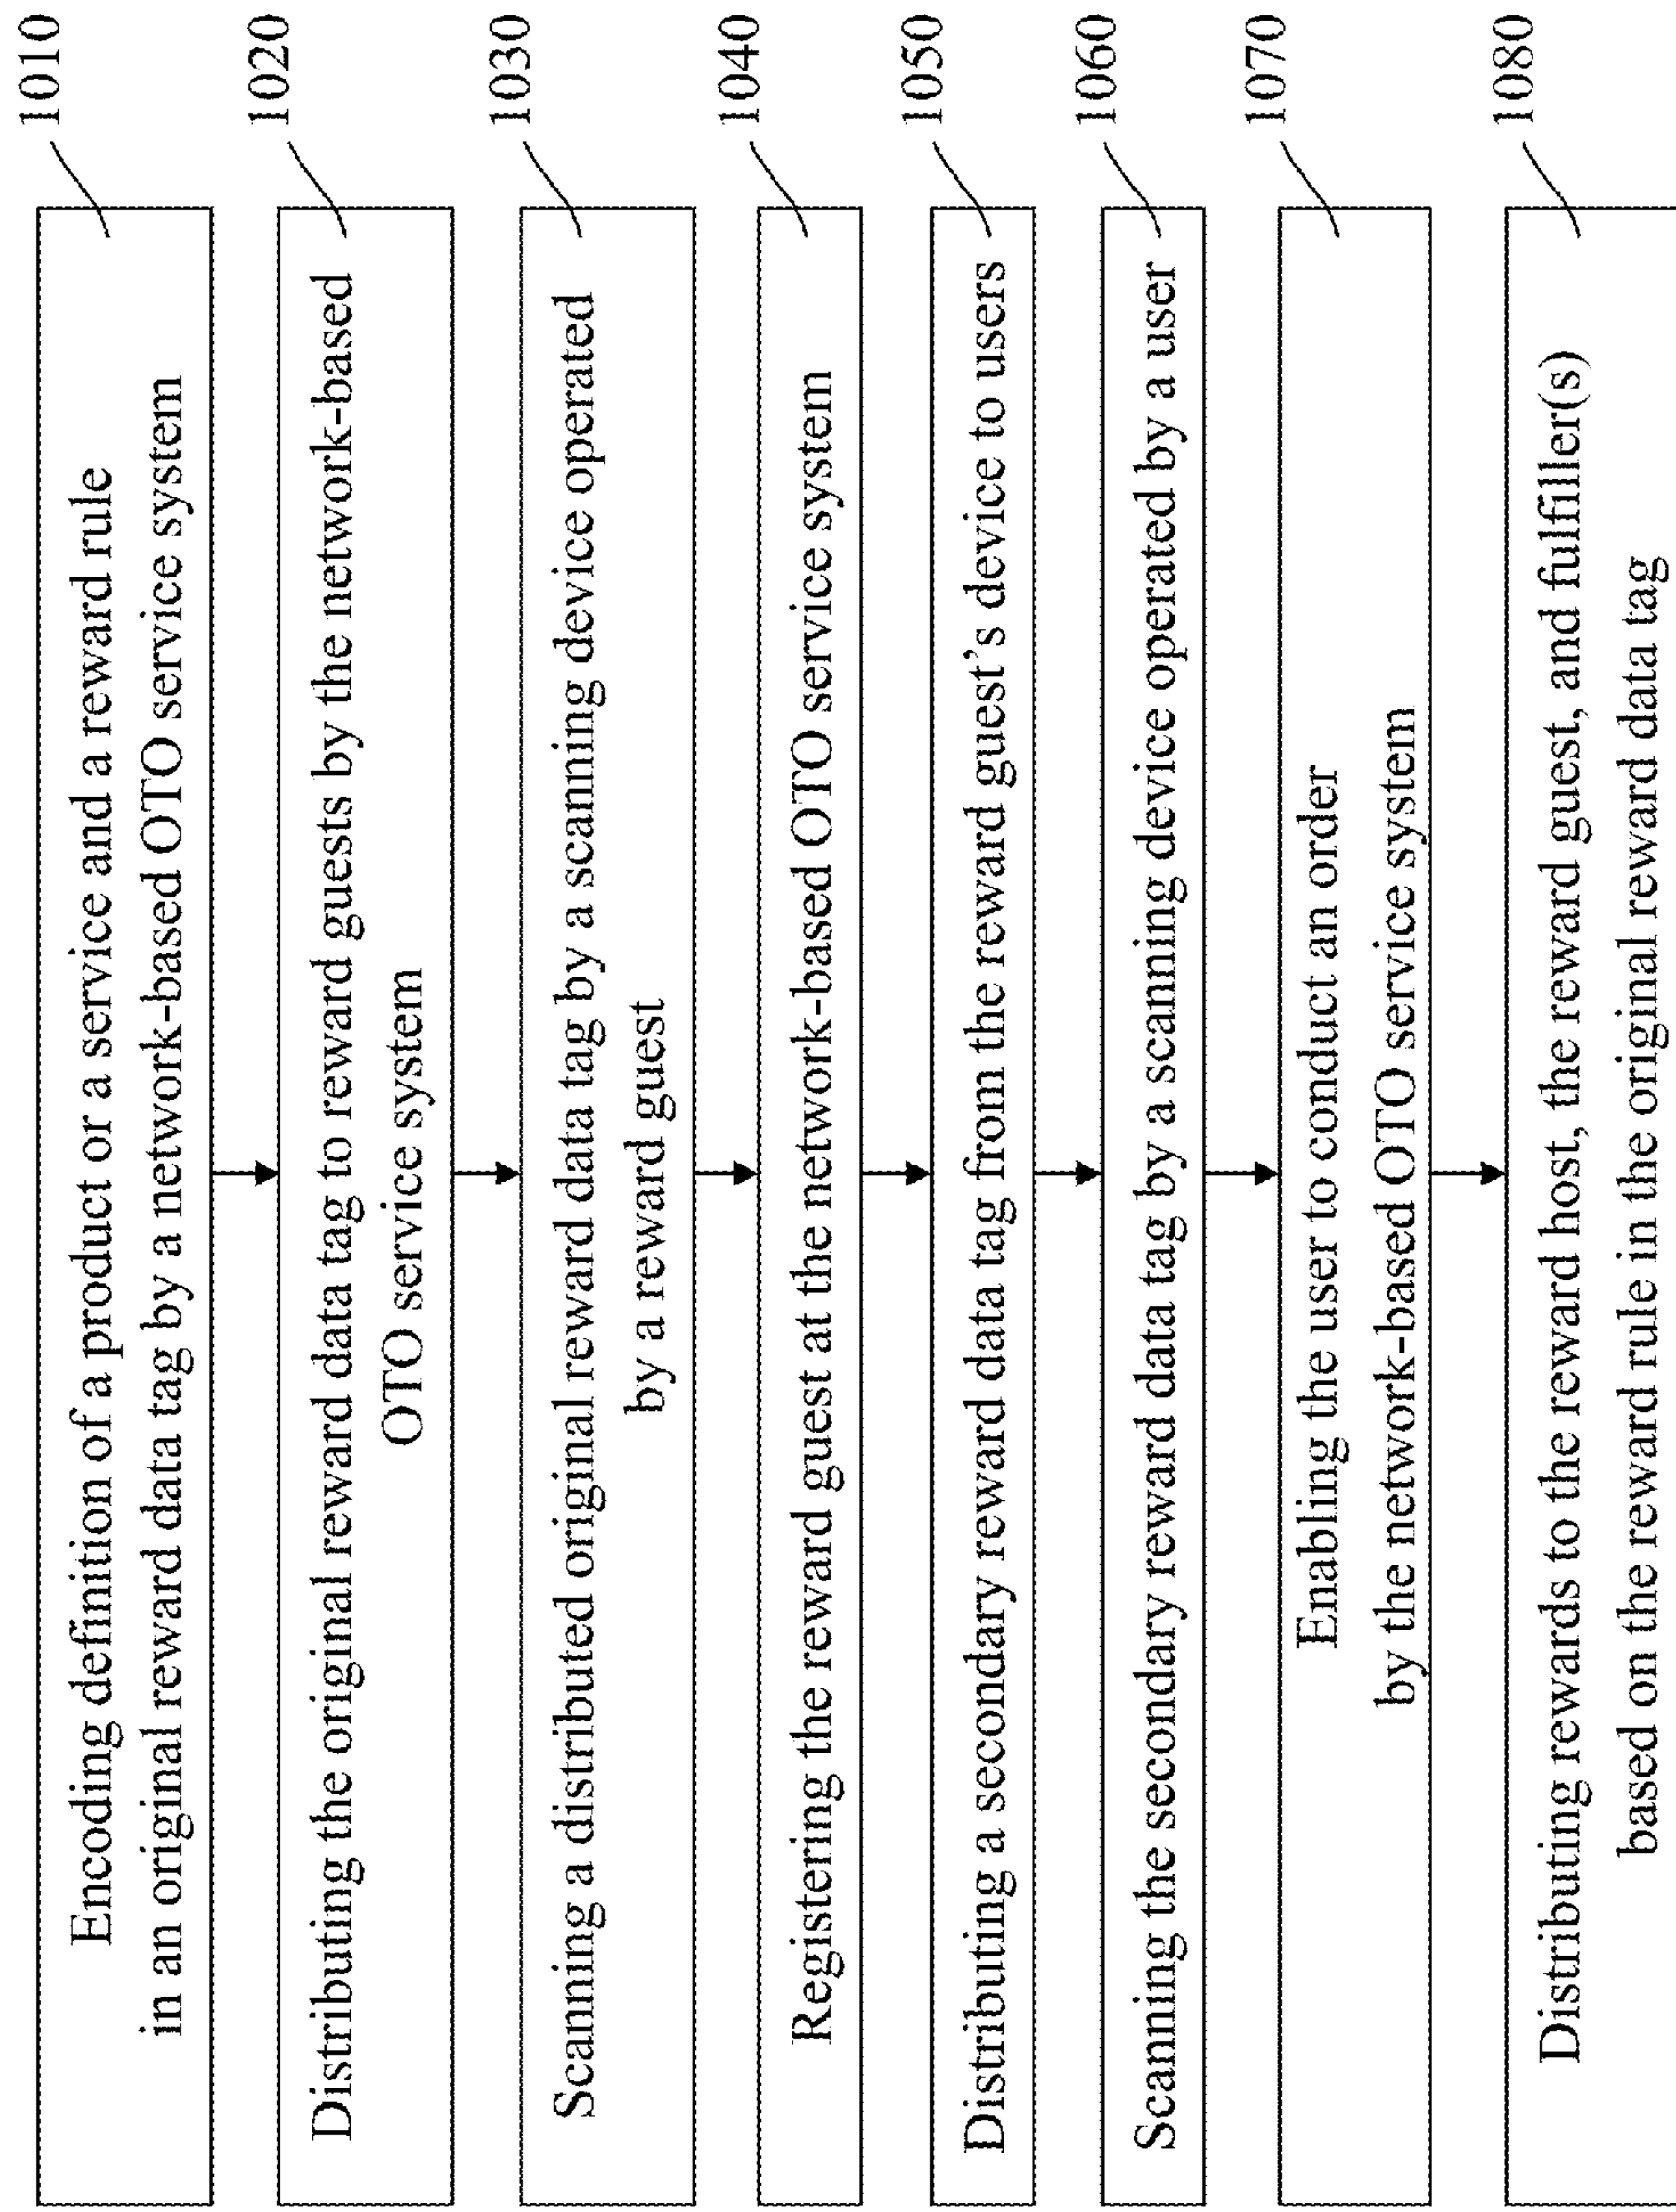 1010
Encoding definition of a product or a service and a reward rule
in an original reward data tag by a network-based OTO service system
1020
Distributing the original reward data tag to reward guests by the network-based
OTO service system
1030
Scanning a distributed original reward data tag by a scanning device operated
by a reward guest
1040
Registering the reward guest at the network-based OTO service system
1050
Distributing a secondary reward data tag from the reward guest's device to users
1060
Scanning the secondary reward data tag by a scanning device operated by a user
1070
Enabling the user to conduct an order
by the network-based OTO service system
1080
Distributing rewards to the reward host, the reward guest, and fulfiller(s)
based on the reward rule in the original reward data tag